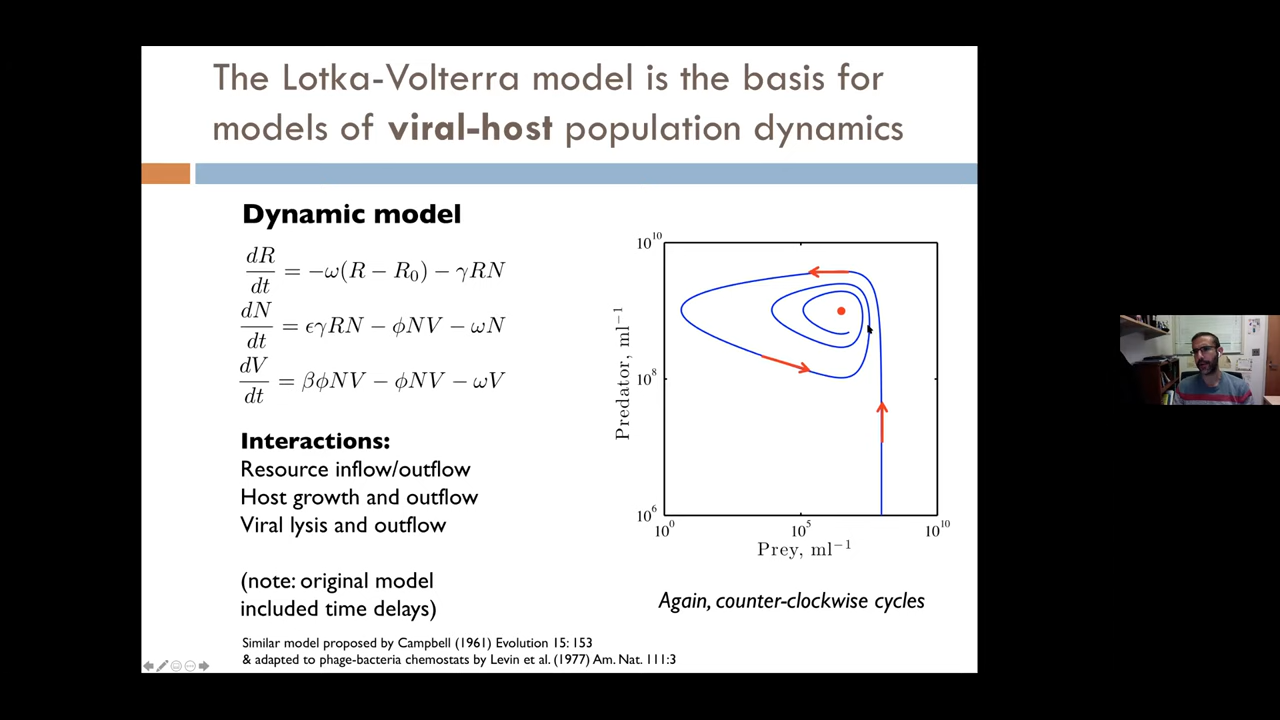 The Lotka-Volterra model is the basis for
models of viral-host population dynamics
Dynamic model
dR/dt = −ω(R − R₀) − γRN
dN/dt = ϵγRN − ϕNV − ωN
dV/dt = βϕNV − ϕNV − ωV
Interactions:
Resource inflow/outflow
Host growth and outflow
Viral lysis and outflow
(note: original model
included time delays)
Similar model proposed by Campbell (1961) Evolution 15: 153
& adapted to phage-bacteria chemostats by Levin et al. (1977) Am. Nat. 111:3
10¹⁰
10⁸
10⁶
Predator, ml⁻¹
10⁰
10⁵
10¹⁰
Prey, ml⁻¹
Again, counter-clockwise cycles